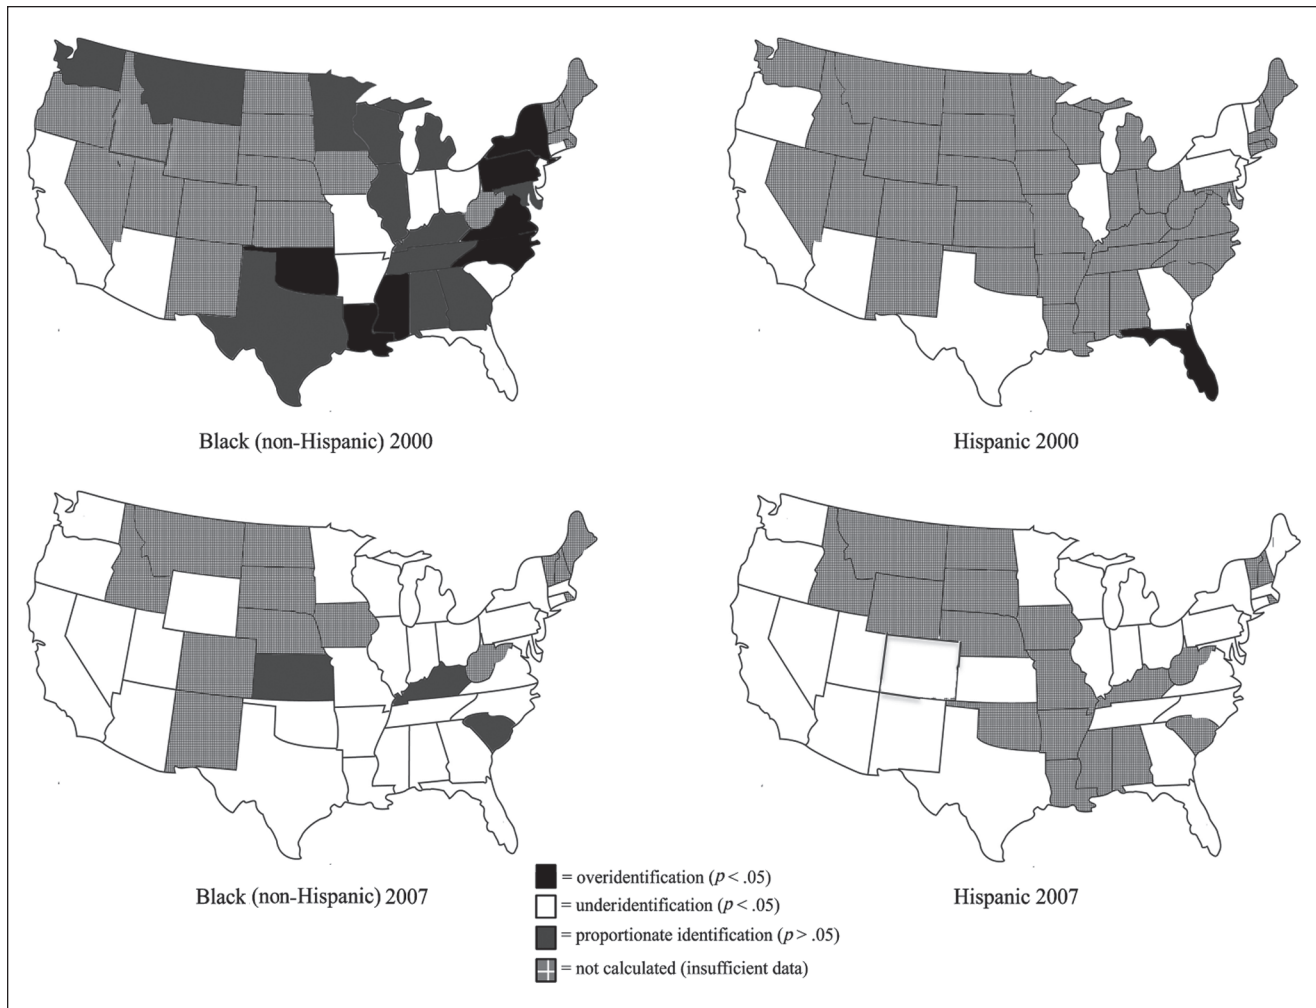 Black (non-Hispanic) 2000
Hispanic 2000
Black (non-Hispanic) 2007
Hispanic 2007
= overidentification (p < .05)
= underidentification (p < .05)
= proportionate identification (p > .05)
= not calculated (insufficient data)